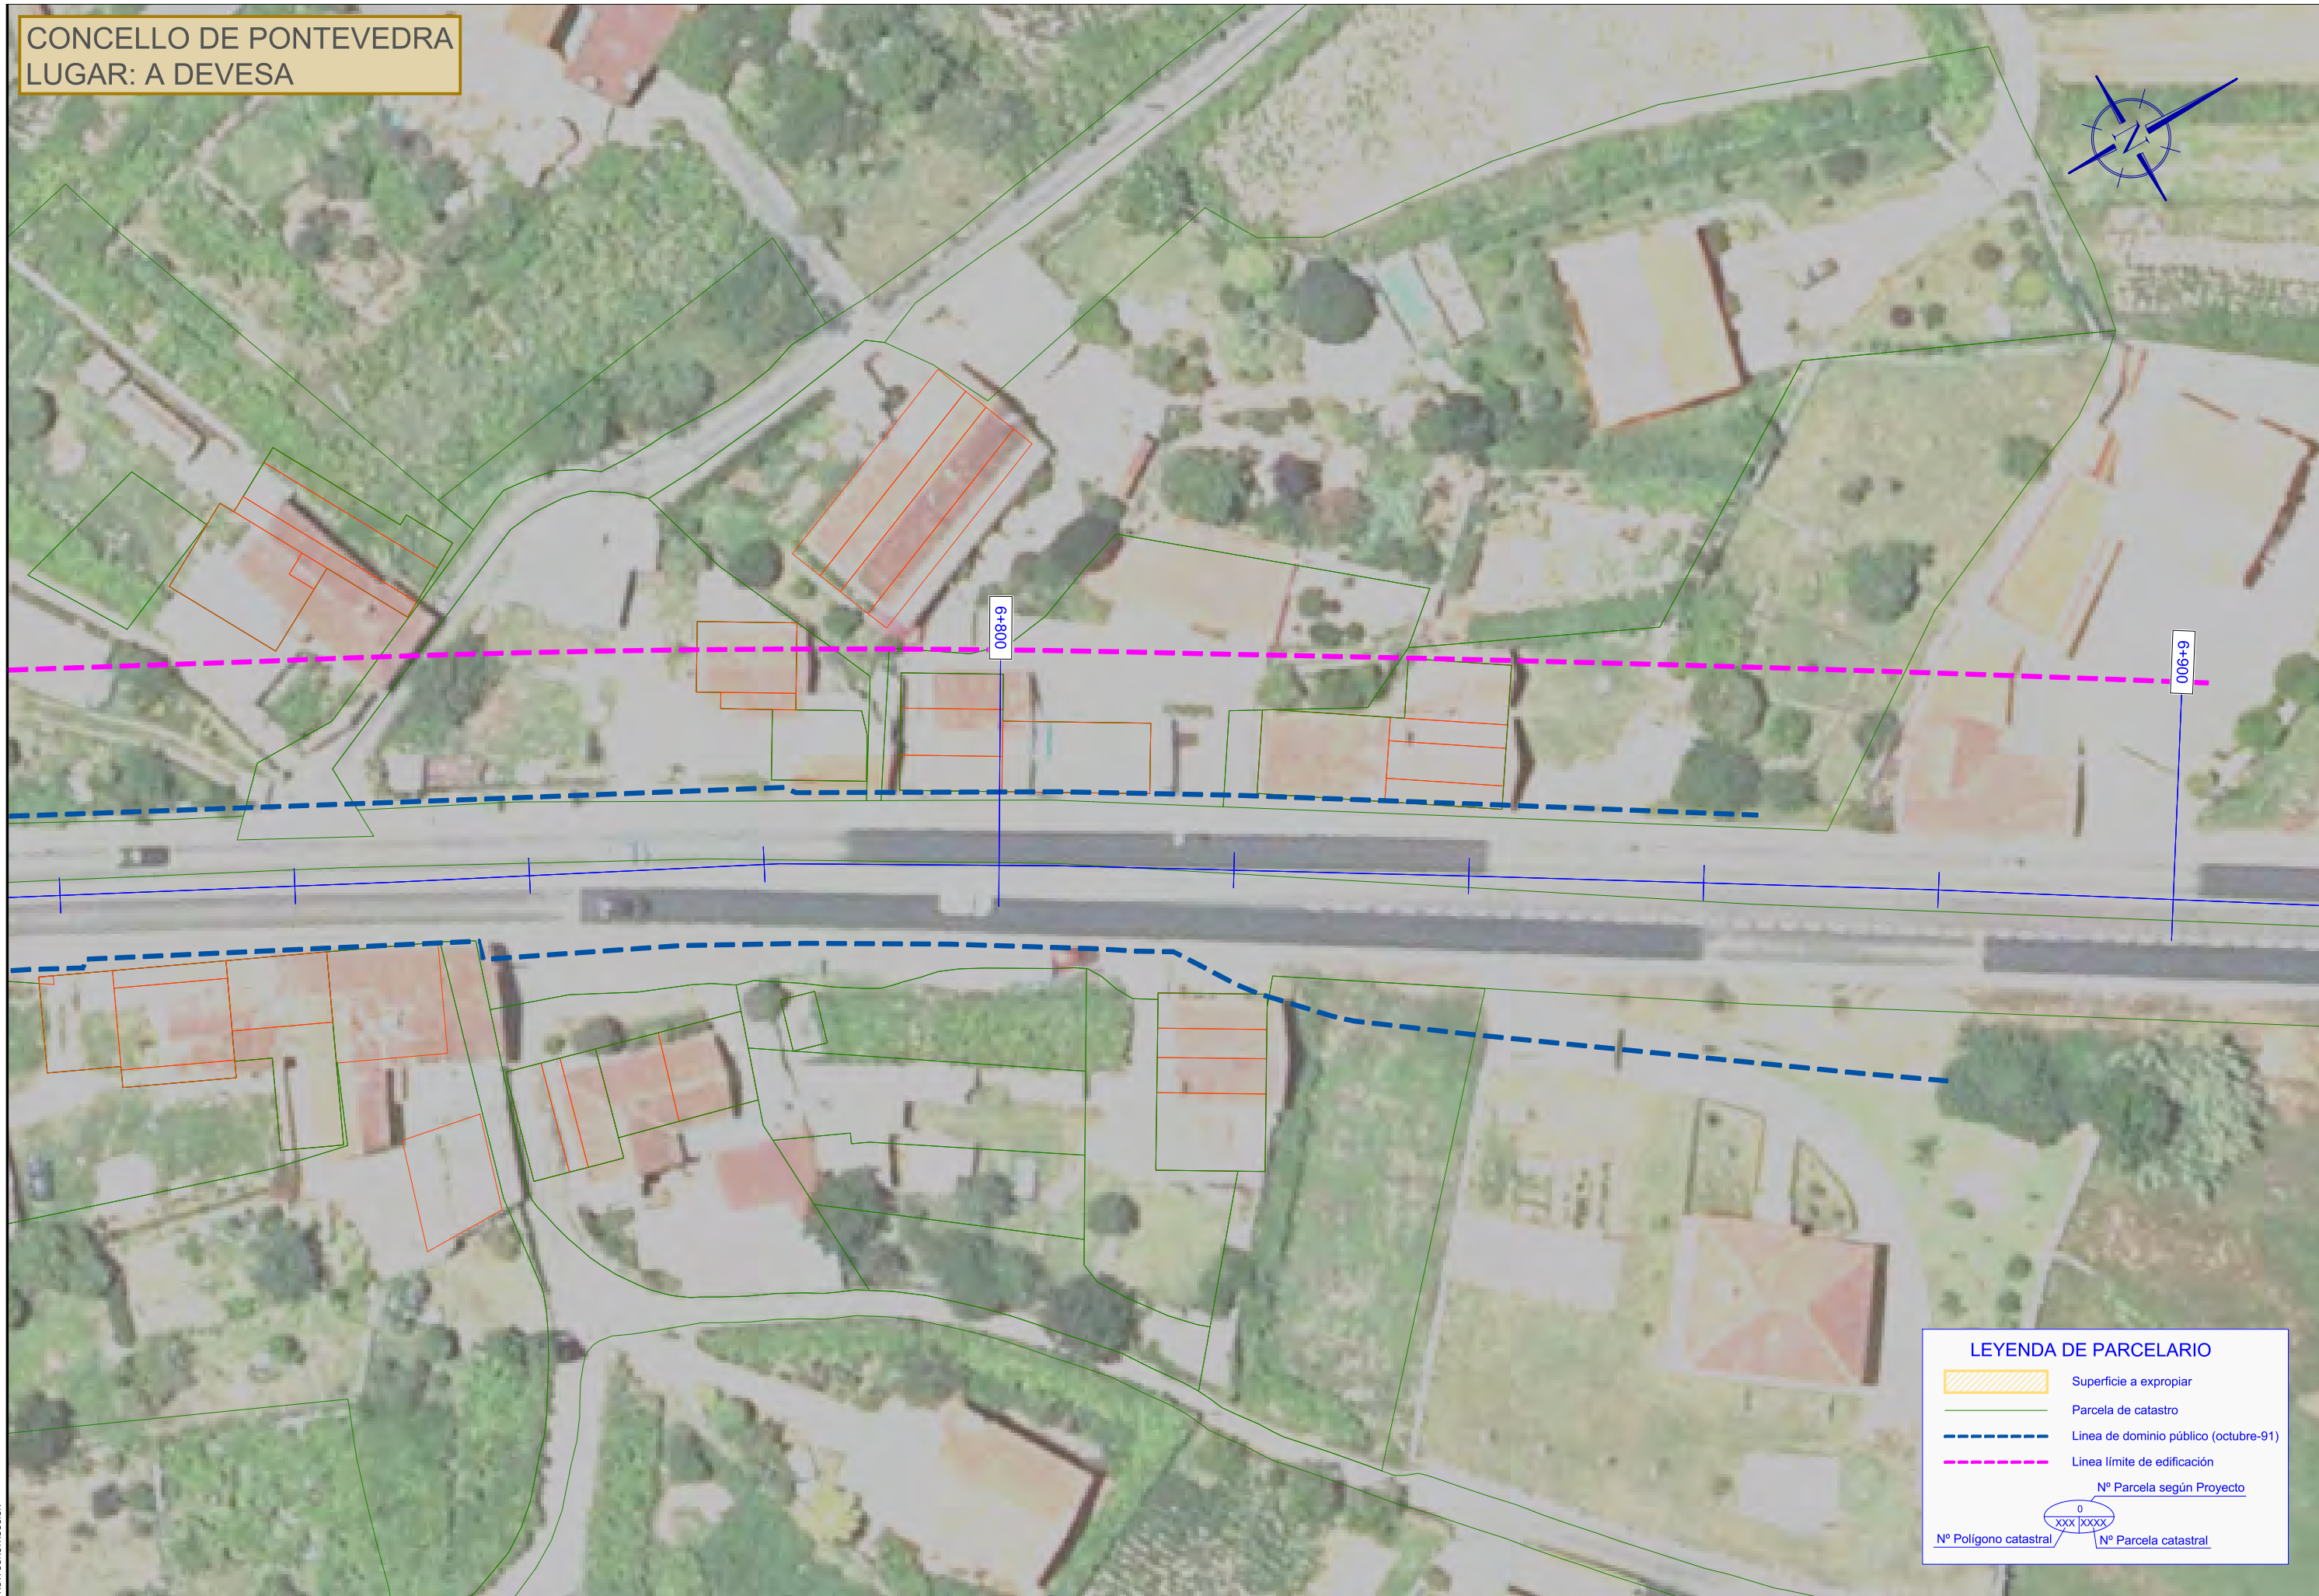 CONCELLO DE PONTEVEDRA
LUGAR: A DEVESA
6+800
6+900
LEYENDA DE PARCELARIO
Superficie a expropiar
Parcela de catastro
Linea de dominio público (octubre-91)
Linea límite de edificación
Nº Parcela según Proyecto
0
XXX XXXX
Nº Polígono catastral
Nº Parcela catastral